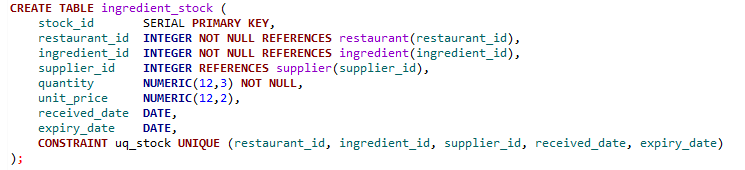 CREATE TABLE ingredient_stock (
    stock_id      SERIAL PRIMARY KEY,
    restaurant_id  INTEGER NOT NULL REFERENCES restaurant(restaurant_id),
    ingredient_id  INTEGER NOT NULL REFERENCES ingredient(ingredient_id),
    supplier_id    INTEGER REFERENCES supplier(supplier_id),
    quantity       NUMERIC(12,3) NOT NULL,
    unit_price     NUMERIC(12,2),
    received_date  DATE,
    expiry_date    DATE,
    CONSTRAINT uq_stock UNIQUE (restaurant_id, ingredient_id, supplier_id, received_date, expiry_date)
);